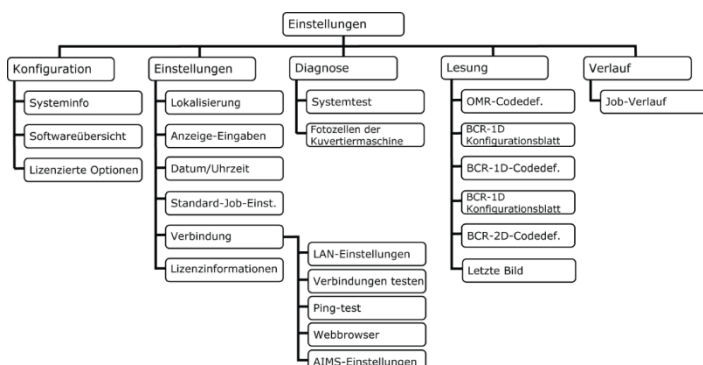 Einstellungen
Konfiguration
Systeminfo
Softwareübersicht
Lizenzierte Optionen
Einstellungen
Lokalisierung
Anzeige-Eingaben
Datum/Uhrzeit
Standard-Job-Einst.
Verbindung
Lizenzinformationen
LAN-Einstellungen
Verbindungen testen
Ping-test
Webbrowser
AIMS-Einstellungen
Diagnose
Systemtest
Fotozellen der
Kuvertiermaschine
Lesung
OMR-Codedef.
BCR-1D
Konfigurationsblatt
BCR-1D-Codedef.
BCR-1D
Konfigurationsblatt
BCR-2D-Codedef.
Letzte Bild
Verlauf
Job-Verlauf